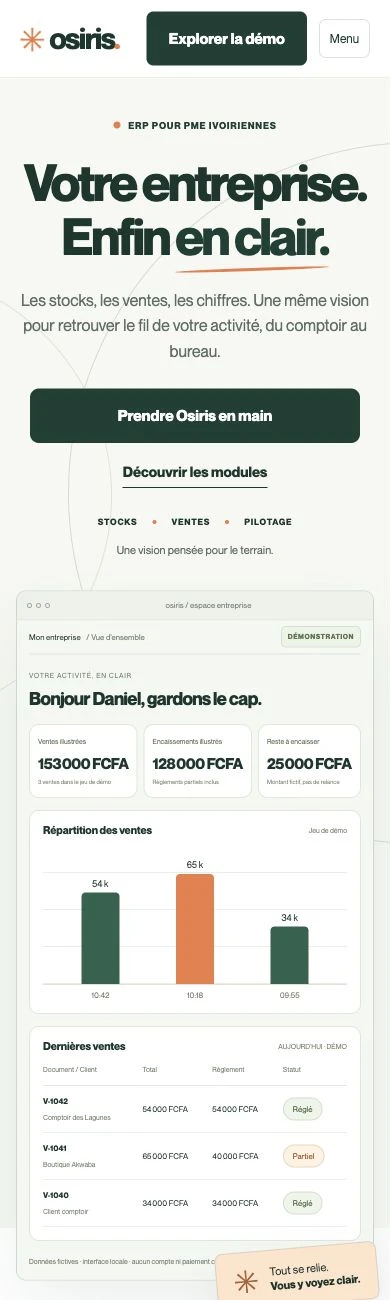 osiris.
Explorer la démo
Menu
ERP POUR PME IVOIRIENNES
Votre entreprise.
Enfin en clair.
Les stocks, les ventes, les chiffres. Une même vision
pour retrouver le fil de votre activité, du comptoir au
bureau.
Prendre Osiris en main
Découvrir les modules
STOCKS • VENTES • PILOTAGE
Une vision pensée pour le terrain.
osiris / espace entreprise
Mon entreprise / Vue d'ensemble
DÉMONSTRATION
VOTRE ACTIVITÉ, EN CLAIR
Bonjour Daniel, gardons le cap.
Ventes illustrées
153 000 FCFA
3 ventes dans le jeu de démo
Encaissements illustrés
128 000 FCFA
Règlements partiels inclus
Reste à encaisser
25 000 FCFA
Montant fictif, pas de relance
Répartition des ventes
Jeu de démo
54 k
65 k
34 k
10:42
10:18
09:55
Dernières ventes
AUJOURD'HUI · DÉMO
Document / Client Total Règlement Statut
V-1042
Comptoir des Lagunes
54 000 FCFA 54 000 FCFA Réglé
V-1041
Boutique Akwaba
65 000 FCFA 40 000 FCFA Partiel
V-1040
Client comptoir
34 000 FCFA 34 000 FCFA Réglé
Données fictives · interface locale · aucun compte ni paiement
Tout se relie.
Vous y voyez clair.